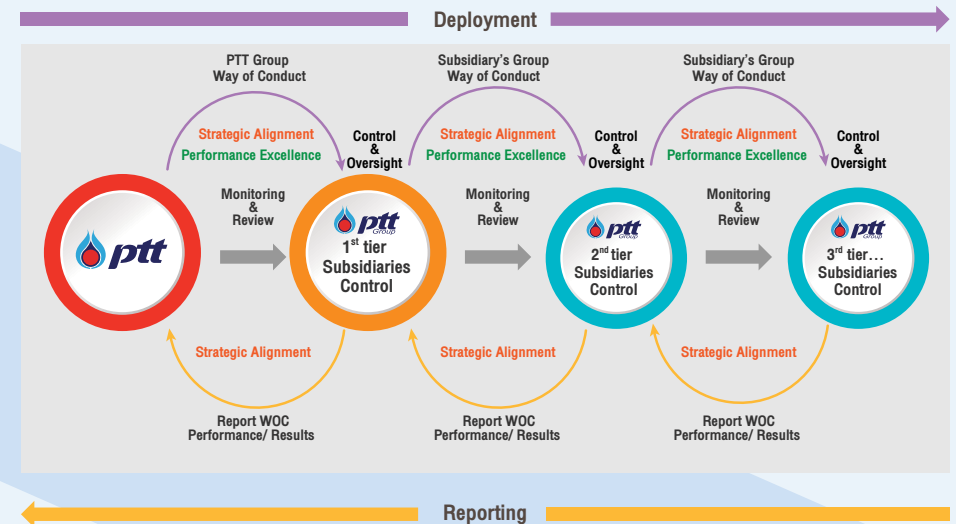 Deployment
PTT Group
Way of Conduct
Subsidiary's Group
Way of Conduct
Subsidiary's Group
Way of Conduct
Strategic Alignment
Performance Excellence
Control
&
Oversight
Strategic Alignment
Performance Excellence
Control
&
Oversight
Strategic Alignment
Performance Excellence
Control
&
Oversight
ptt
Monitoring
&
Review
ptt
Group
1st tier
Subsidiaries
Control
Monitoring
&
Review
ptt
Group
2nd tier
Subsidiaries
Control
Monitoring
&
Review
ptt
Group
3rd tier...
Subsidiaries
Control
Strategic Alignment
Strategic Alignment
Strategic Alignment
Report WOC
Performance/ Results
Report WOC
Performance/ Results
Report WOC
Performance/ Results
Reporting